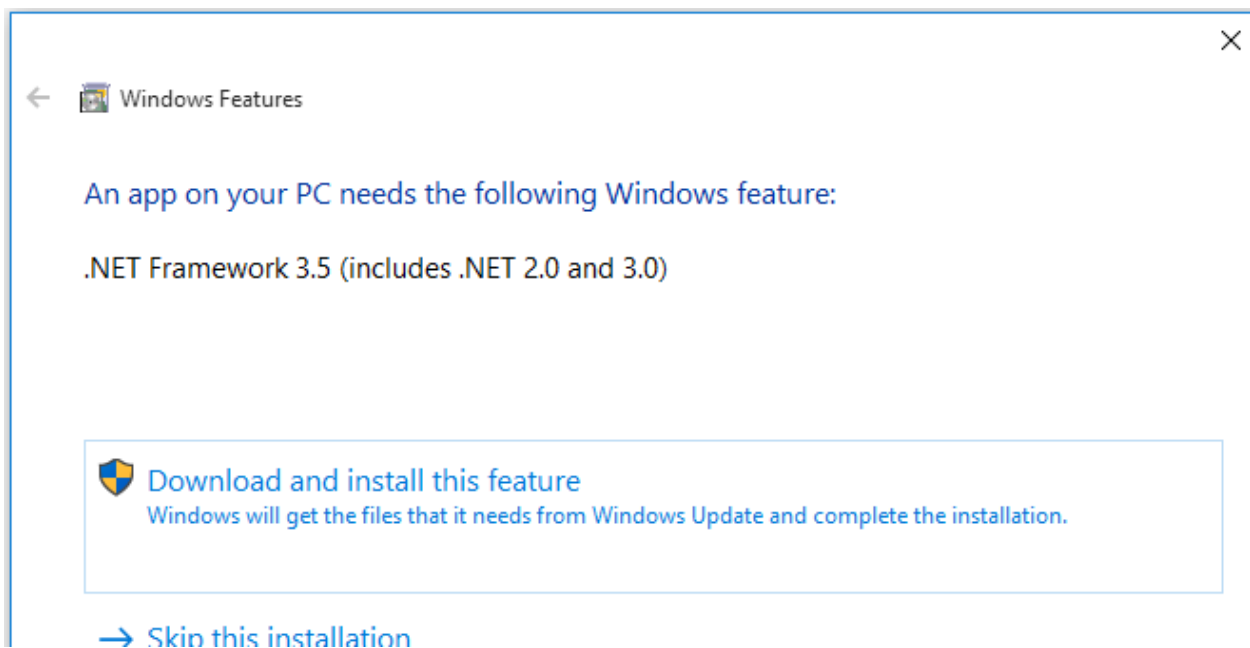 Windows Features
An app on your PC needs the following Windows feature:
.NET Framework 3.5 (includes .NET 2.0 and 3.0)
Download and install this feature
Windows will get the files that it needs from Windows Update and complete the installation.
Skip this installation